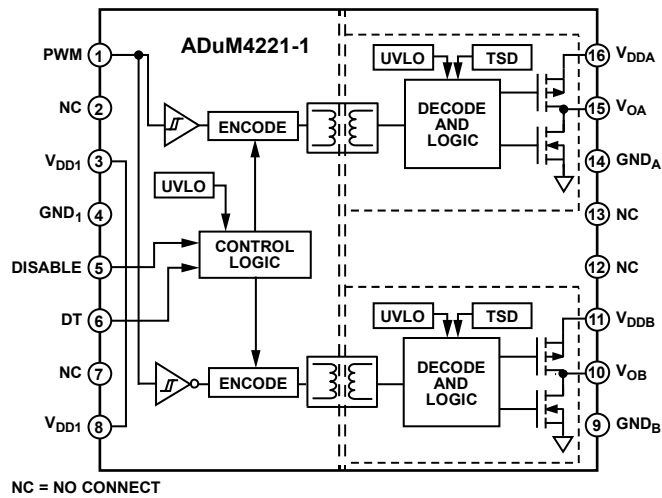 ADuM4221-1
PWM 1
NC 2
VDD1 3
GND1 4
DISABLE 5
DT 6
NC 7
VDD1 8
ENCODE
UVLO
CONTROL
LOGIC
ENCODE
UVLO TSD
DECODE
AND
LOGIC
UVLO TSD
DECODE
AND
LOGIC
16 VDDA
15 VOA
14 GNDA
13 NC
12 NC
11 VDDB
10 VOB
9 GNDB
NC = NO CONNECT